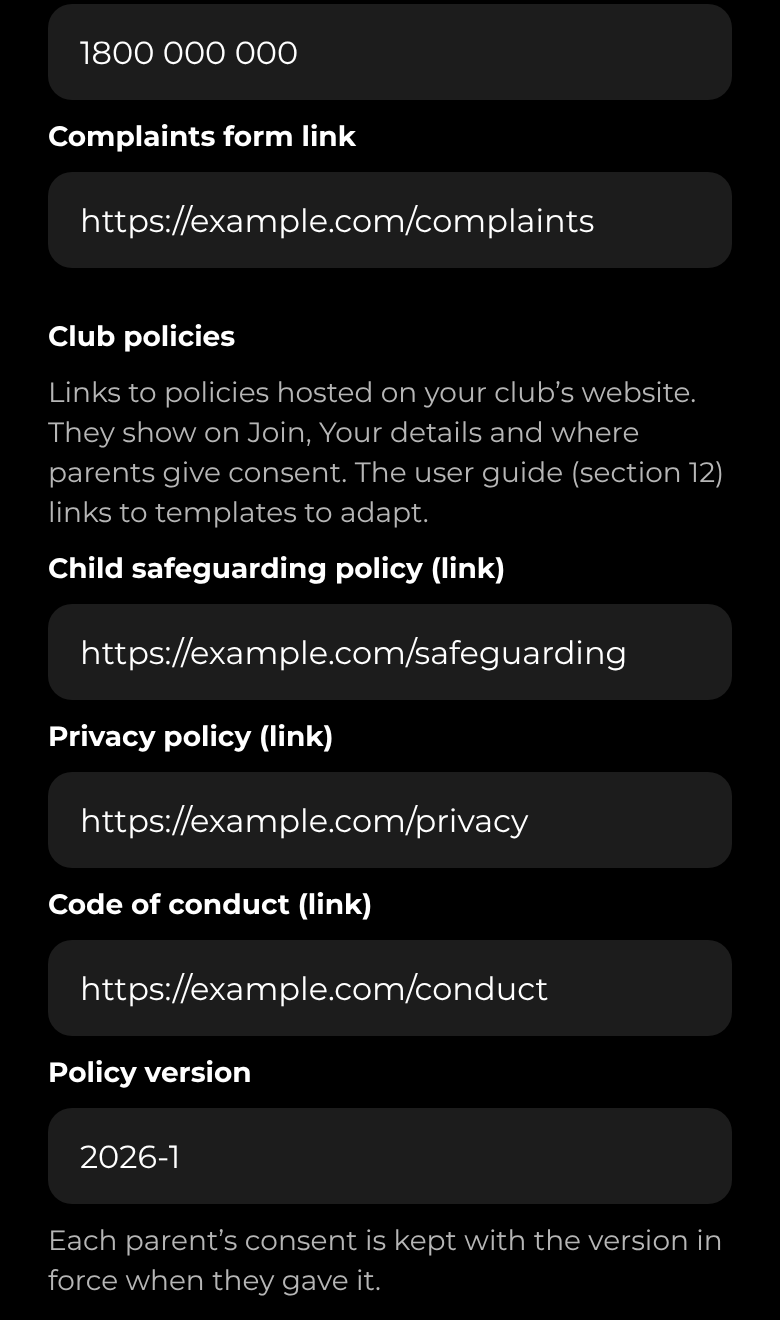 1800 000 000
Complaints form link
https://example.com/complaints
Club policies
Links to policies hosted on your club’s website.
They show on Join, Your details and where
parents give consent. The user guide (section 12)
links to templates to adapt.
Child safeguarding policy (link)
https://example.com/safeguarding
Privacy policy (link)
https://example.com/privacy
Code of conduct (link)
https://example.com/conduct
Policy version
2026-1
Each parent’s consent is kept with the version in
force when they gave it.